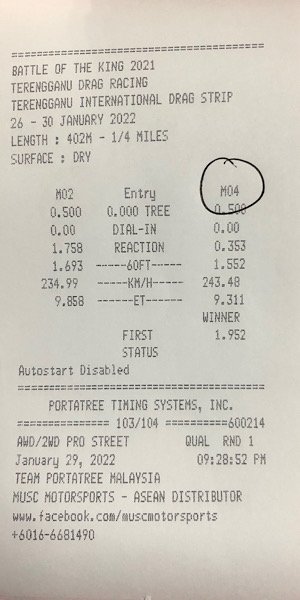 =======================================
BATTLE OF THE KING 2021
TERENGGANU DRAG RACING
TERENGGANU INTERNATIONAL DRAG STRIP
26 - 30 JANUARY 2022
LENGTH : 402M - 1/4 MILES
SURFACE : DRY
M02 Entry M04
0.500 0.000 TREE 0.500
0.00 DIAL-IN 0.00
1.758 REACTION 0.353
1.693 -----60FT------ 1.552
234.99 -----KM/H------ 243.48
9.858 ------ET------- 9.311
WINNER
FIRST 1.952
STATUS
Autostart Disabled
=======================================
PORTATREE TIMING SYSTEMS, INC.
=============== 103/104 ==========600214
AWD/2WD PRO STREET QUAL RND 1
January 29, 2022 09:28:52 PM
TEAM PORTATREE MALAYSIA
MUSC MOTORSPORTS - ASEAN DISTRIBUTOR
www.facebook.com/muscmotorsports
+6016-6681490